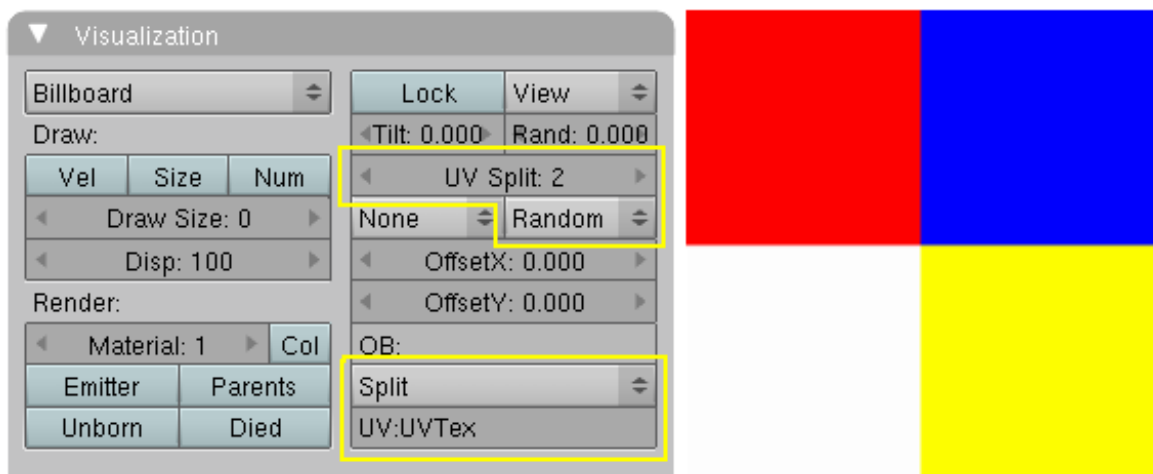 Visualization
Billboard
Draw:
Vel Size Num
Draw Size: 0
Disp: 100
Render:
Material: 1 Col
Emitter Parents
Unborn Died
Lock View
Tilt: 0.000 Rand: 0.000
UV Split: 2
None Random
OffsetX: 0.000
OffsetY: 0.000
OB:
Split
UV:UVTex